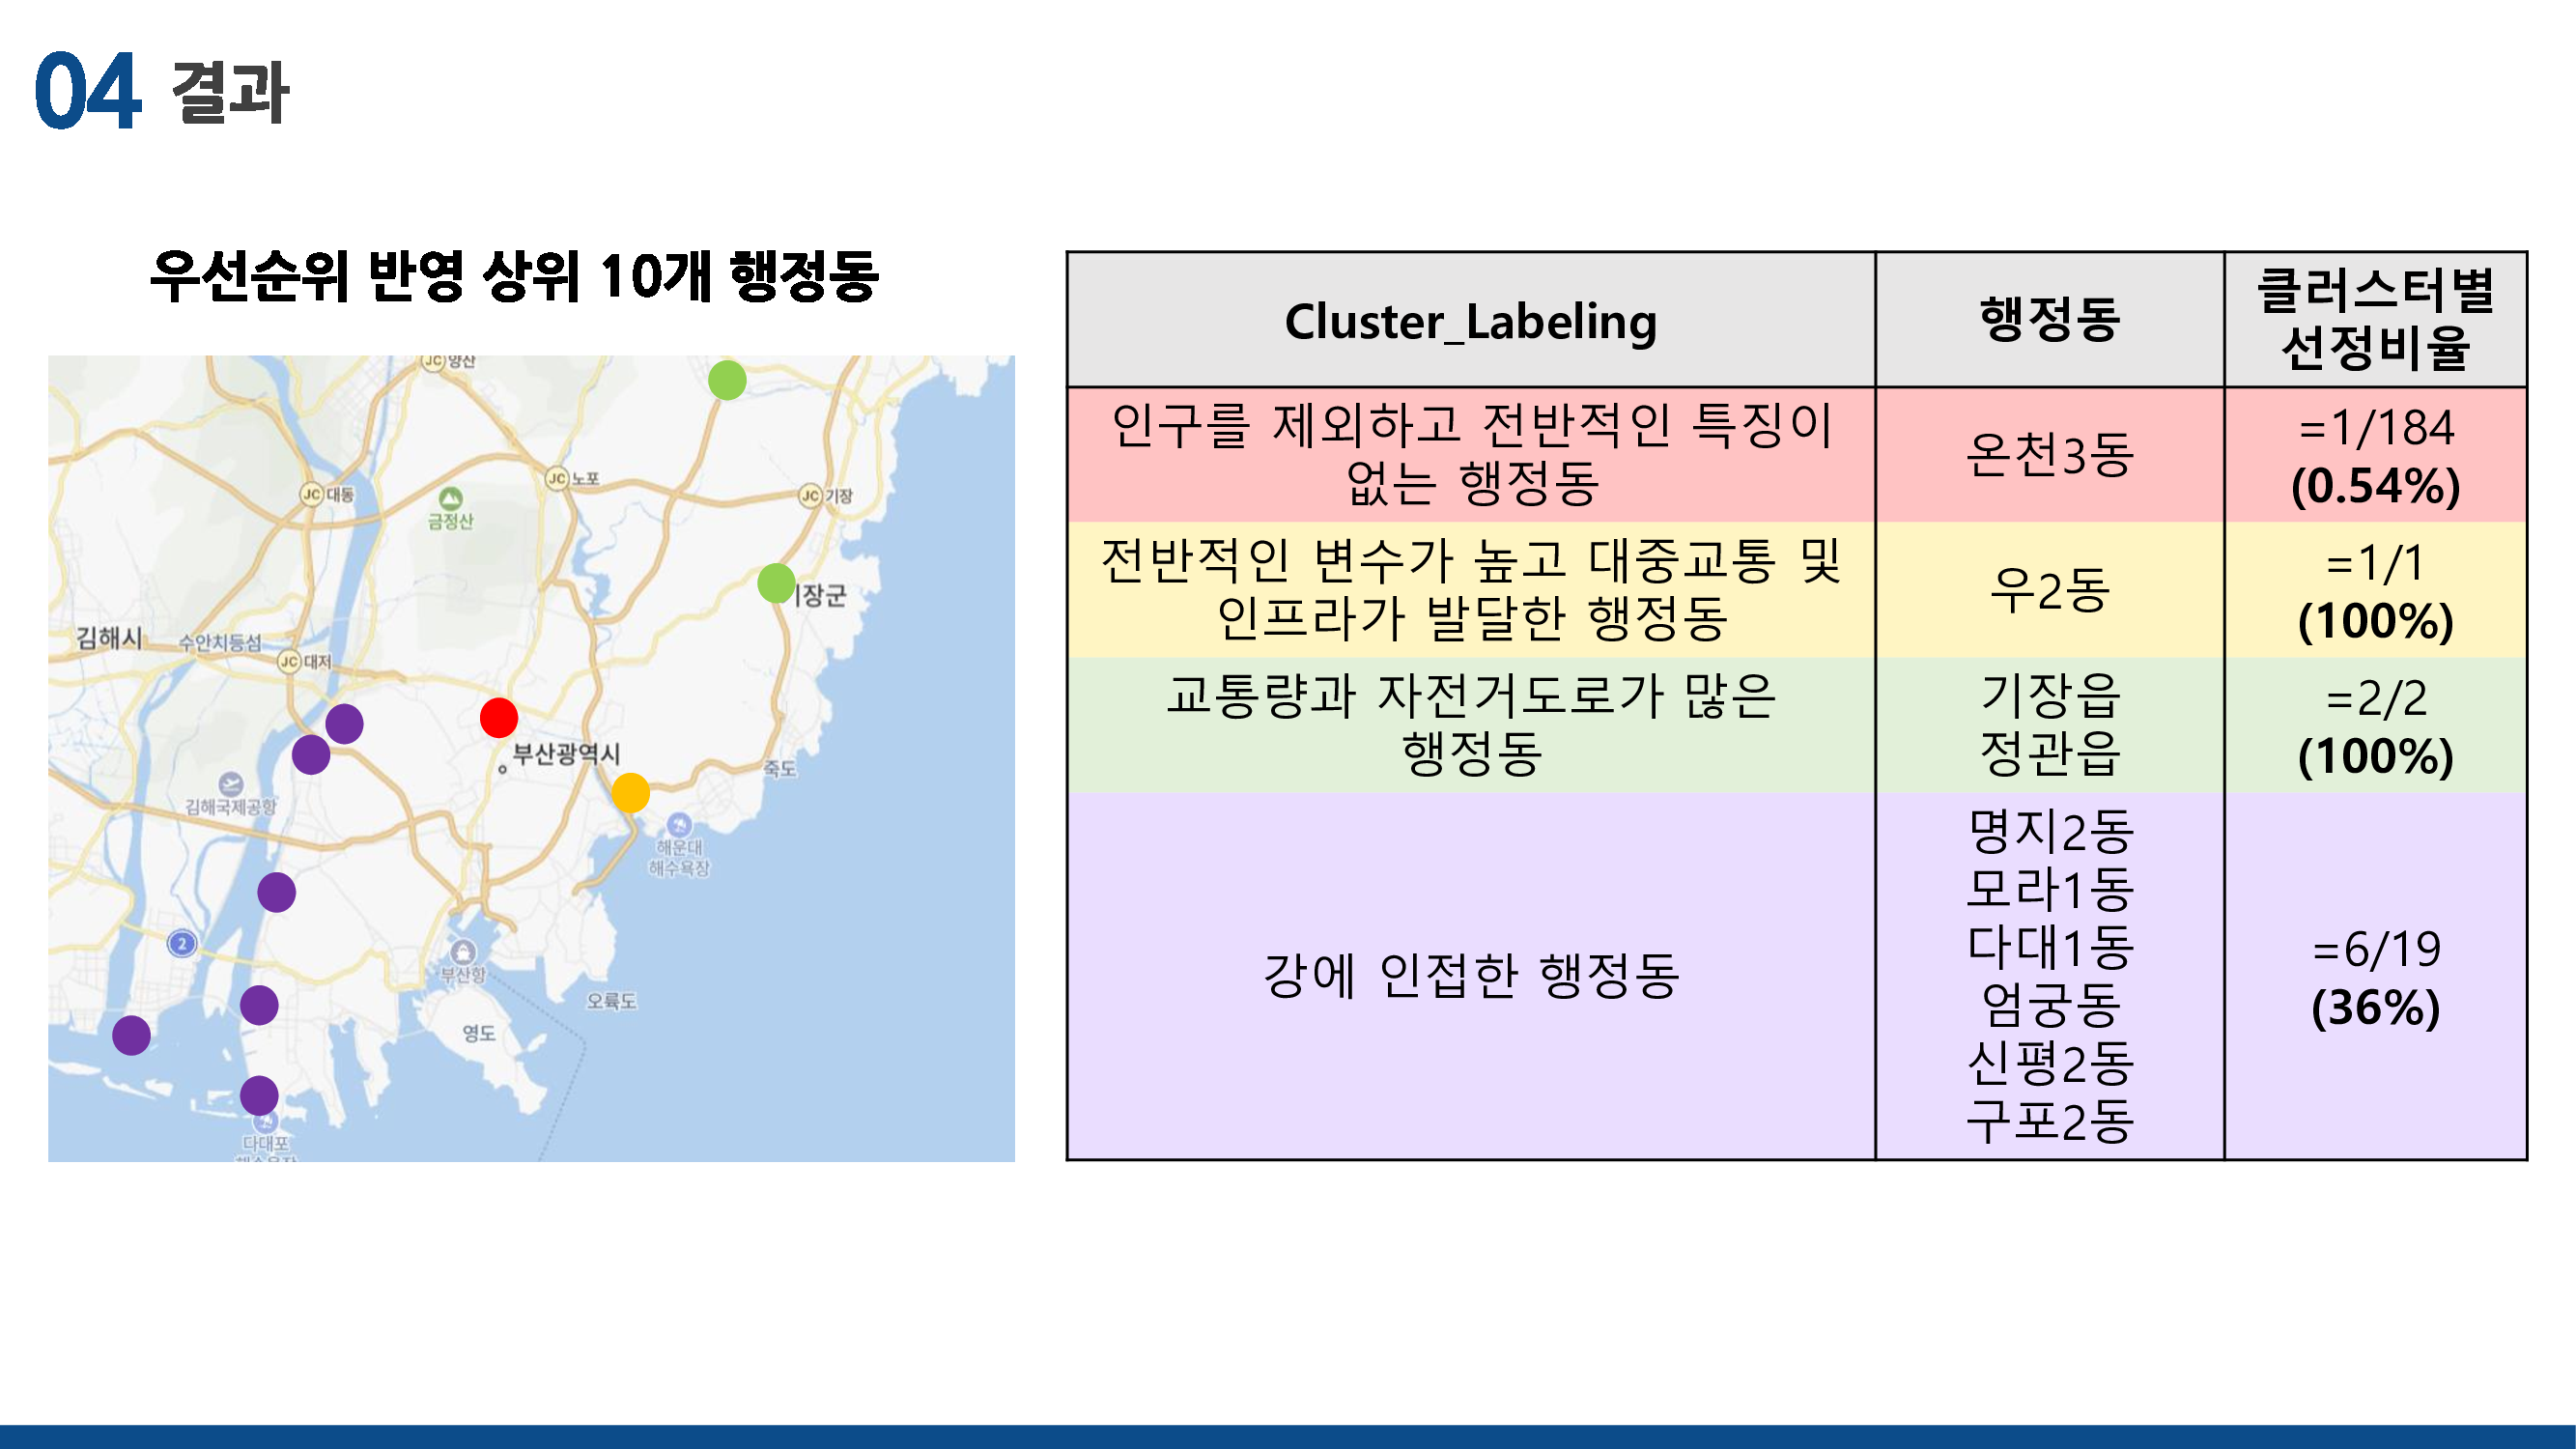 04 결과
우선순위 반영 상위 10개 행정동
JC 양산
JC 노포
JC 대동
JC 기장
금정산
장군
김해시
수안치등섬
JC 대저
부산광역시
죽도
김해국제공항
해운대
해수욕장
2
부산항
오륙도
영도
다대포
Cluster_Labeling
행정동
클러스터별
선정비율
인구를 제외하고 전반적인 특징이
없는 행정동
온천3동
=1/184
(0.54%)
전반적인 변수가 높고 대중교통 및
인프라가 발달한 행정동
우2동
=1/1
(100%)
교통량과 자전거도로가 많은
행정동
기장읍
정관읍
=2/2
(100%)
강에 인접한 행정동
명지2동
모라1동
다대1동
엄궁동
신평2동
구포2동
=6/19
(36%)